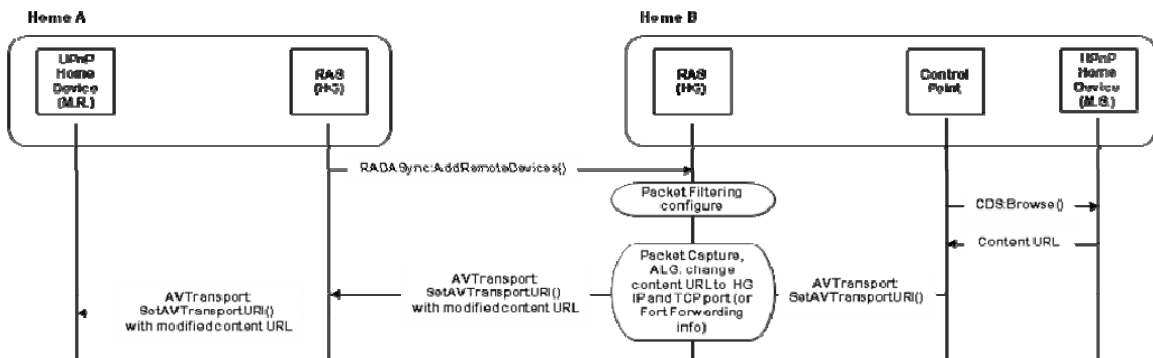 Home A
Home B
UPnP
Home
Device
(M.R.)
RAS
(HG)
RAS
(HG)
Control
Point
UPnP
Home
Device
(M.S.)
RADASync:AddRemoteDevices()
Packet Filtering
configure
CDS:Browse()
Content URL
Packet Capture,
ALG: change
content URL to HG
IP and TCP port (or
Port Forwarding
info)
AVTransport:
SetAVTransportURI()
AVTransport:
SetAVTransportURI()
with modified content URL
AVTransport:
SetAVTransportURI()
with modified content URL